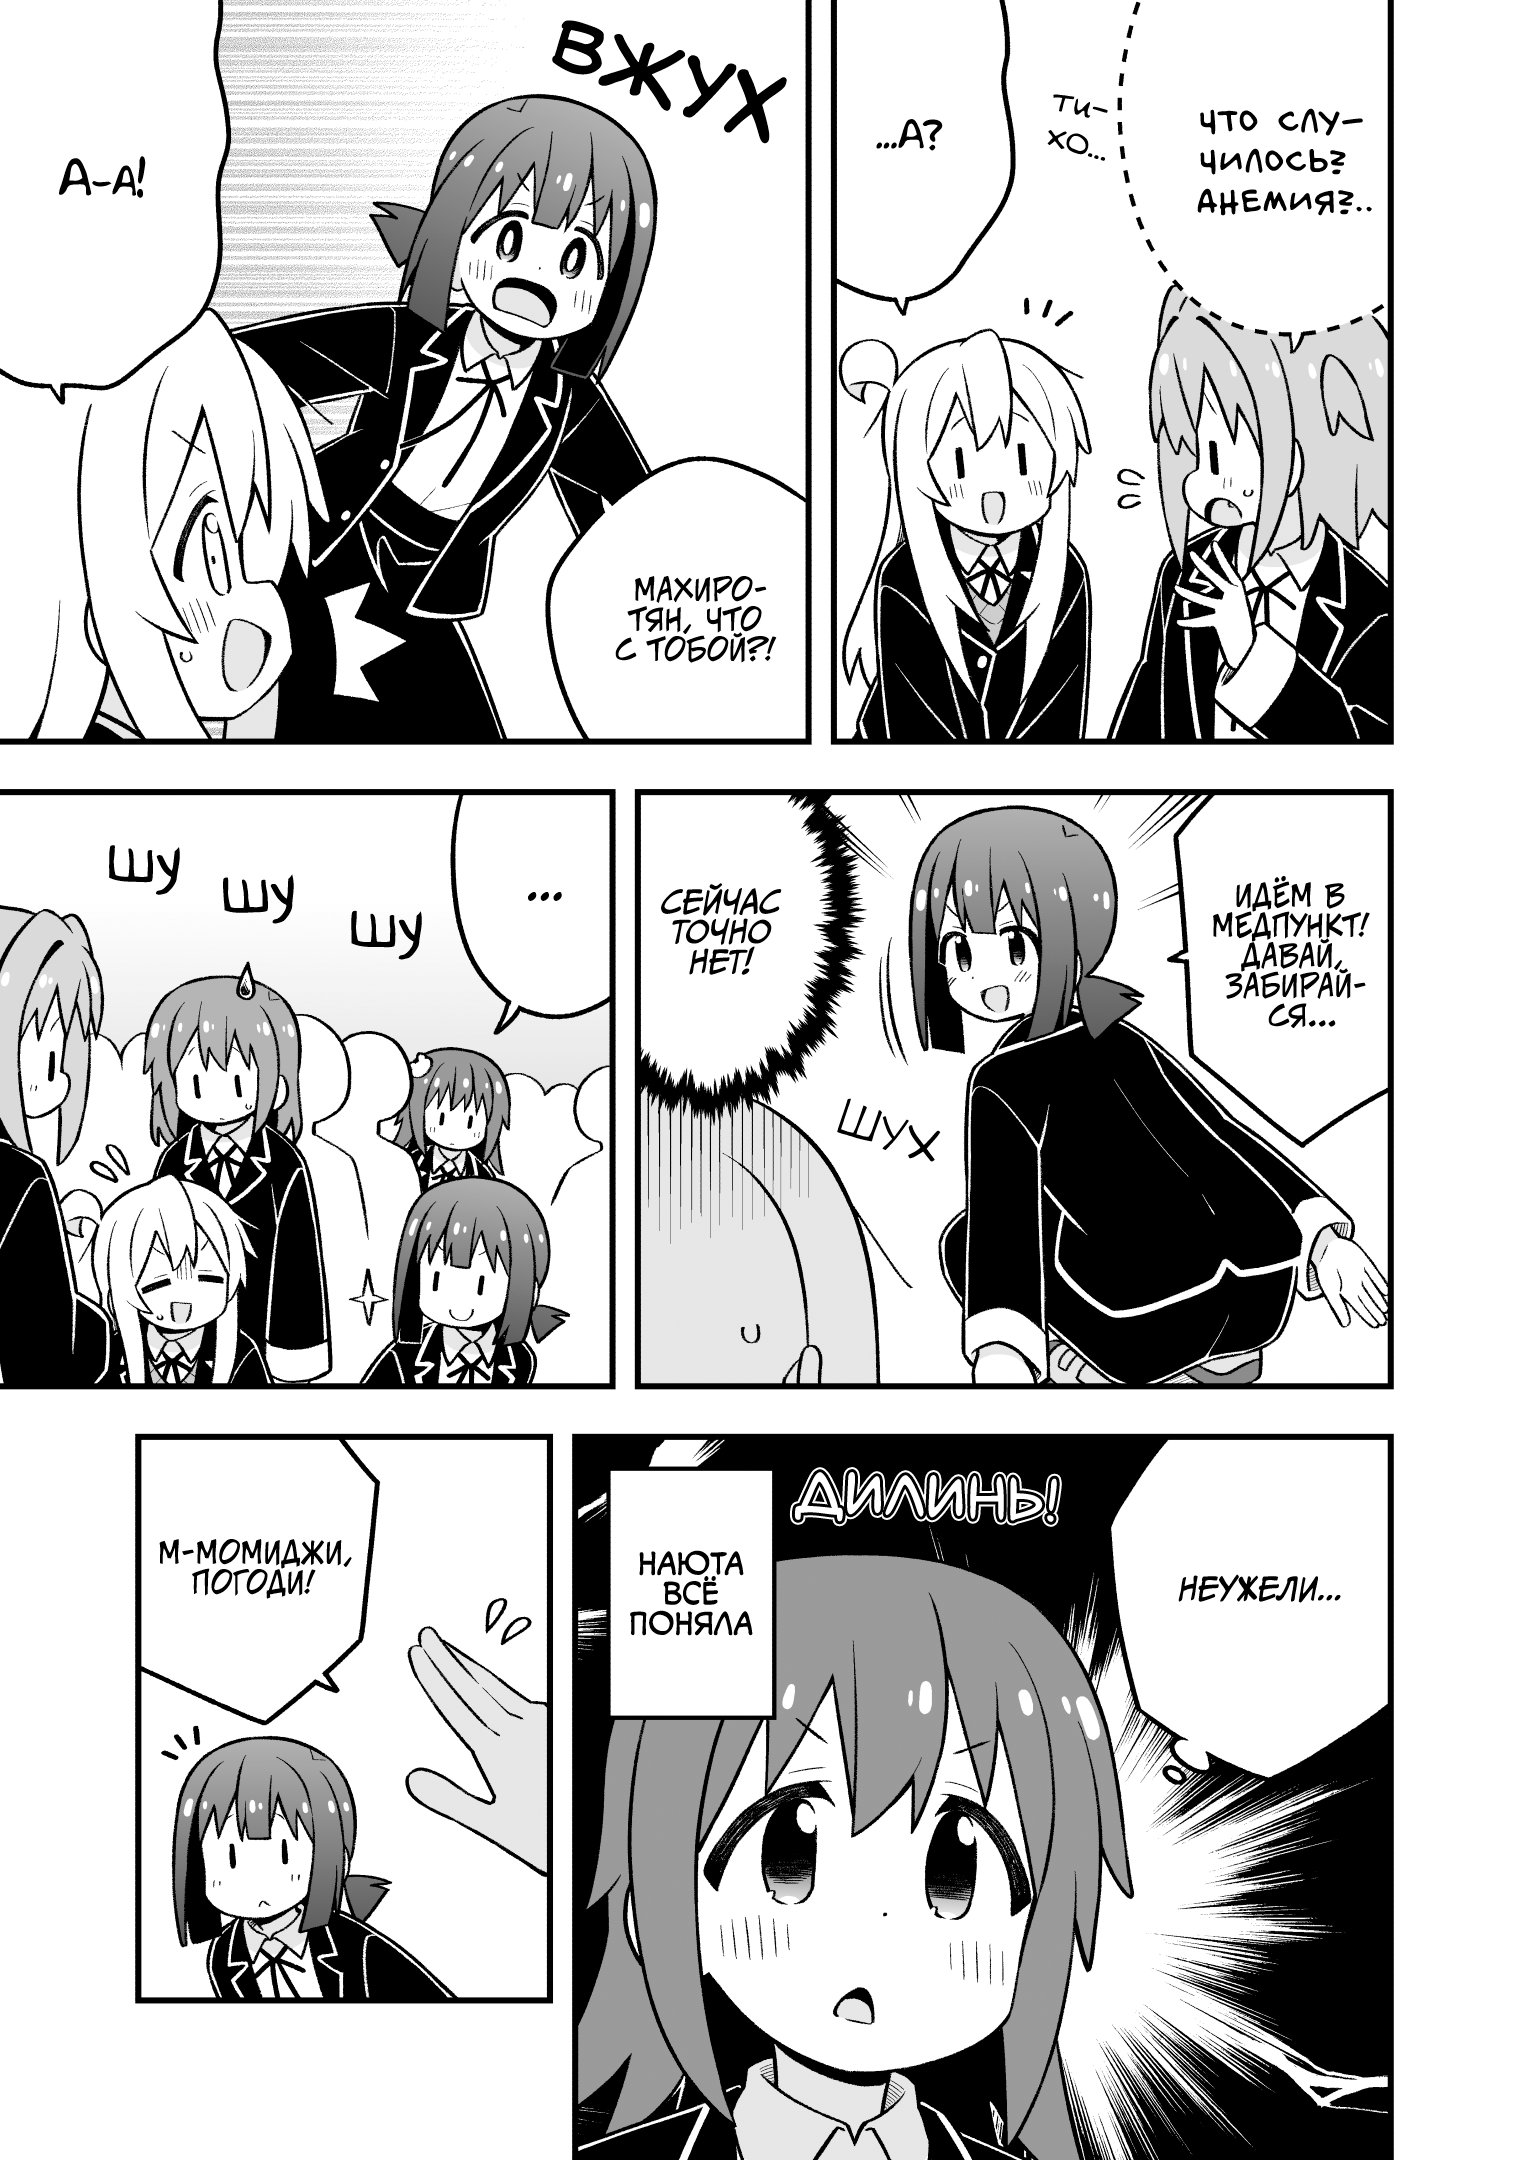 ЧТО СЛУ-
ЧИЛОСЬ?
АНЕМИЯ?..
ТИ-
ХО...
...А?
ВЖУХ
А-А!
МАХИРО-
ТЯН, ЧТО
С ТОБОЙ?!
ИДЁМ В
МЕДПУНКТ!
ДАВАЙ,
ЗАБИРАЙ-
СЯ...
ШУХ
СЕЙЧАС
ТОЧНО
НЕТ!
...
ШУ
ШУ
ШУ
НЕУЖЕЛИ...
ДИЛИНЬ!
НАЮТА
ВСЁ
ПОНЯЛА
М-МОМИДЖИ,
ПОГОДИ!